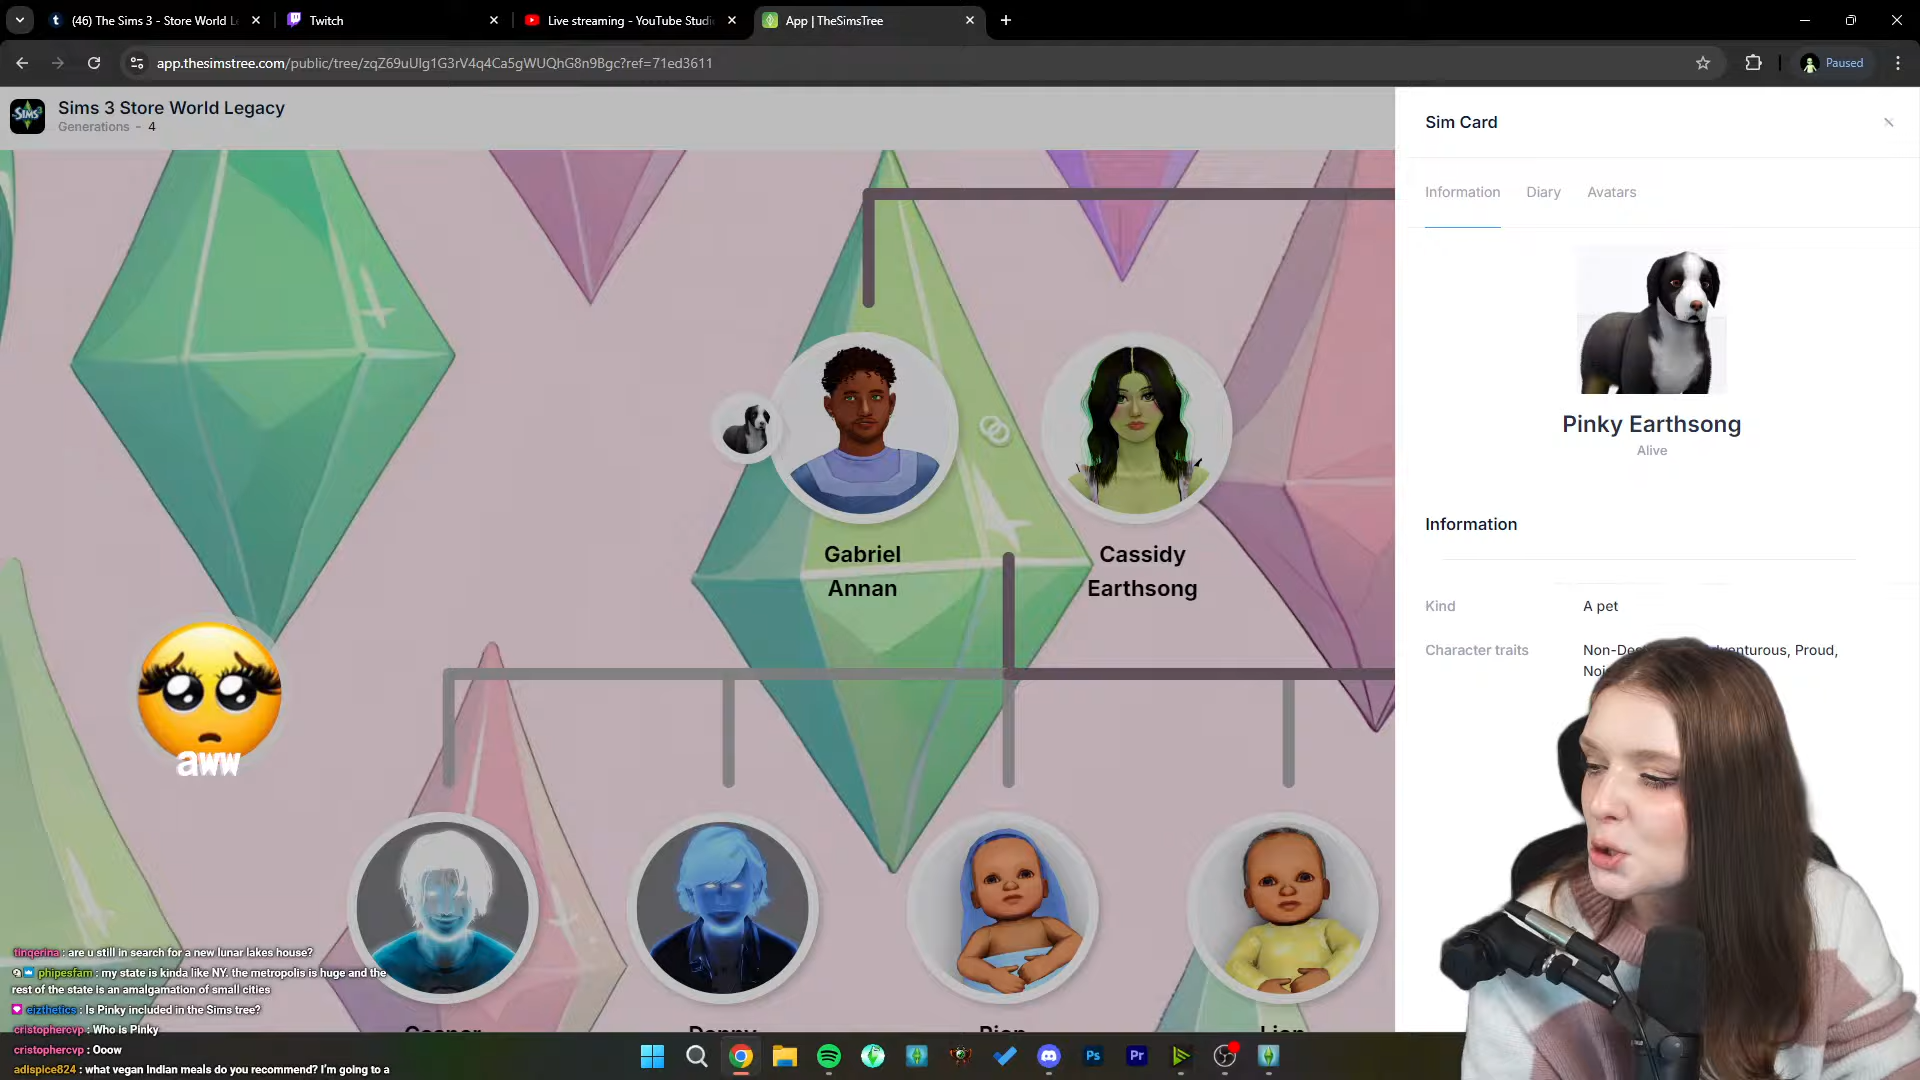 (46) The Sims 3 - Store World L
Twitch
Live streaming - YouTube Studi
App | TheSimsTree
app.thesimstree.com/public/tree/zqZ69uUIg1G3rV4q4Ca5gWUQhG8n9Bgc?ref=71ed3611
Paused
Sims 3 Store World Legacy
Generations - 4
Sim Card
Information Diary Avatars
Pinky Earthsong
Alive
Information
Kind A pet
Character traits Proud,
Gabriel
Annan
Cassidy
Earthsong
aww
tingerina : are u still in search for a new lunar lakes house?
phipesfam : my state is kinda like NY. the metropolis is huge and the
rest of the state is an amalgamation of small cities
eizthetics : Is Pinky included in the Sims tree?
cristophercvp : Who is Pinky
cristophercvp : Ooow
adispice824 : what vegan Indian meals do you recommend? I'm going to a